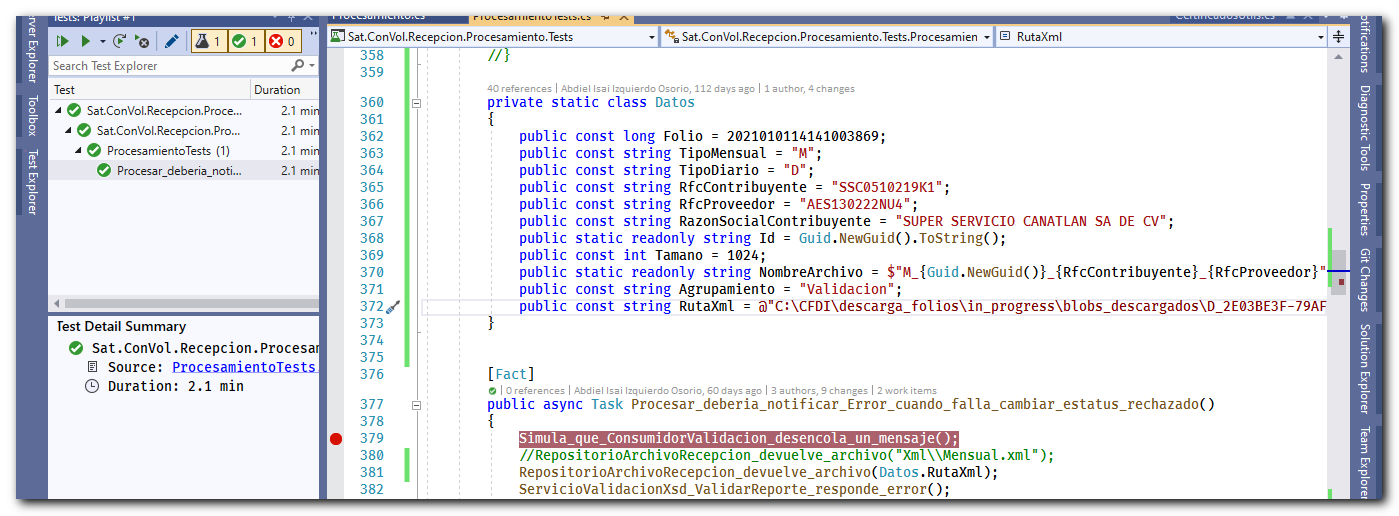 Tests: Playlist #1
Procesamiento.cs
ProcesamientoTests.cs
CertificadosUtils.cs
1
1
0
Search Test Explorer
Test Duration
Sat.ConVol.Recepcion.Proce... 2.1 min
Sat.ConVol.Recepcion.Pro... 2.1 min
ProcesamientoTests (1) 2.1 min
Procesar_deberia_noti... 2.1 min
Test Detail Summary
Sat.ConVol.Recepcion.Procesam
Source: ProcesamientoTests
Duration: 2.1 min
Server Explorer
Toolbox
Test Explorer
Sat.ConVol.Recepcion.Procesamiento.Tests
Sat.ConVol.Recepcion.Procesamiento.Tests.Procesamien
RutaXml
358 //}
359
40 references | Abdiel Isai Izquierdo Osorio, 112 days ago | 1 author, 4 changes
360 private static class Datos
361 {
362 public const long Folio = 2021010114141003869;
363 public const string TipoMensual = "M";
364 public const string TipoDiario = "D";
365 public const string RfcContribuyente = "SSC0510219K1";
366 public const string RfcProveedor = "AES130222NU4";
367 public const string RazonSocialContribuyente = "SUPER SERVICIO CANATLAN SA DE CV";
368 public static readonly string Id = Guid.NewGuid().ToString();
369 public const int Tamano = 1024;
370 public static readonly string NombreArchivo = $"M_{Guid.NewGuid()}_{RfcContribuyente}_{RfcProveedor}"
371 public const string Agrupamiento = "Validacion";
372 public const string RutaXml = @"C:\CFDI\descarga_folios\in_progress\blobs_descargados\D_2E03BE3F-79AF
373 }
374
375
376 [Fact]
0 references | Abdiel Isai Izquierdo Osorio, 60 days ago | 3 authors, 9 changes | 2 work items
377 public async Task Procesar_deberia_notificar_Error_cuando_falla_cambiar_estatus_rechazado()
378 {
379 Simula_que_ConsumidorValidacion_desencola_un_mensaje();
380 //RepositorioArchivoRecepcion_devuelve_archivo("Xml\\Mensual.xml");
381 RepositorioArchivoRecepcion_devuelve_archivo(Datos.RutaXml);
382 ServicioValidacionXsd_ValidarReporte_responde_error();
Notifications
Diagnostic Tools
Properties
Git Changes
Solution Explorer
Team Explorer